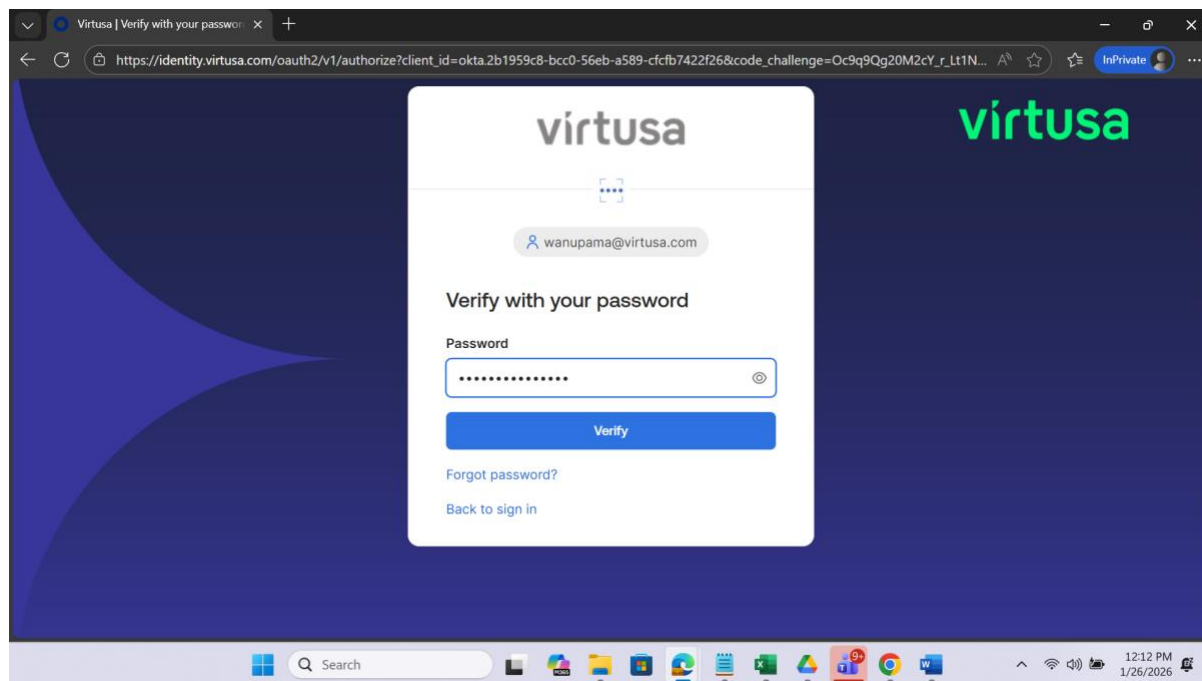 Virtusa | Verify with your passwor
https://identity.virtusa.com/oauth2/v1/authorize?client_id=okta.2b1959c8-bcc0-56eb-a589-cfcfb7422f26&code_challenge=Oc9q9Qg20M2cY_r_Lt1N...
InPrivate
virtusa
virtusa
wanupama@virtusa.com
Verify with your password
Password
Verify
Forgot password?
Back to sign in
Search
M365
9+
12:12 PM
1/26/2026